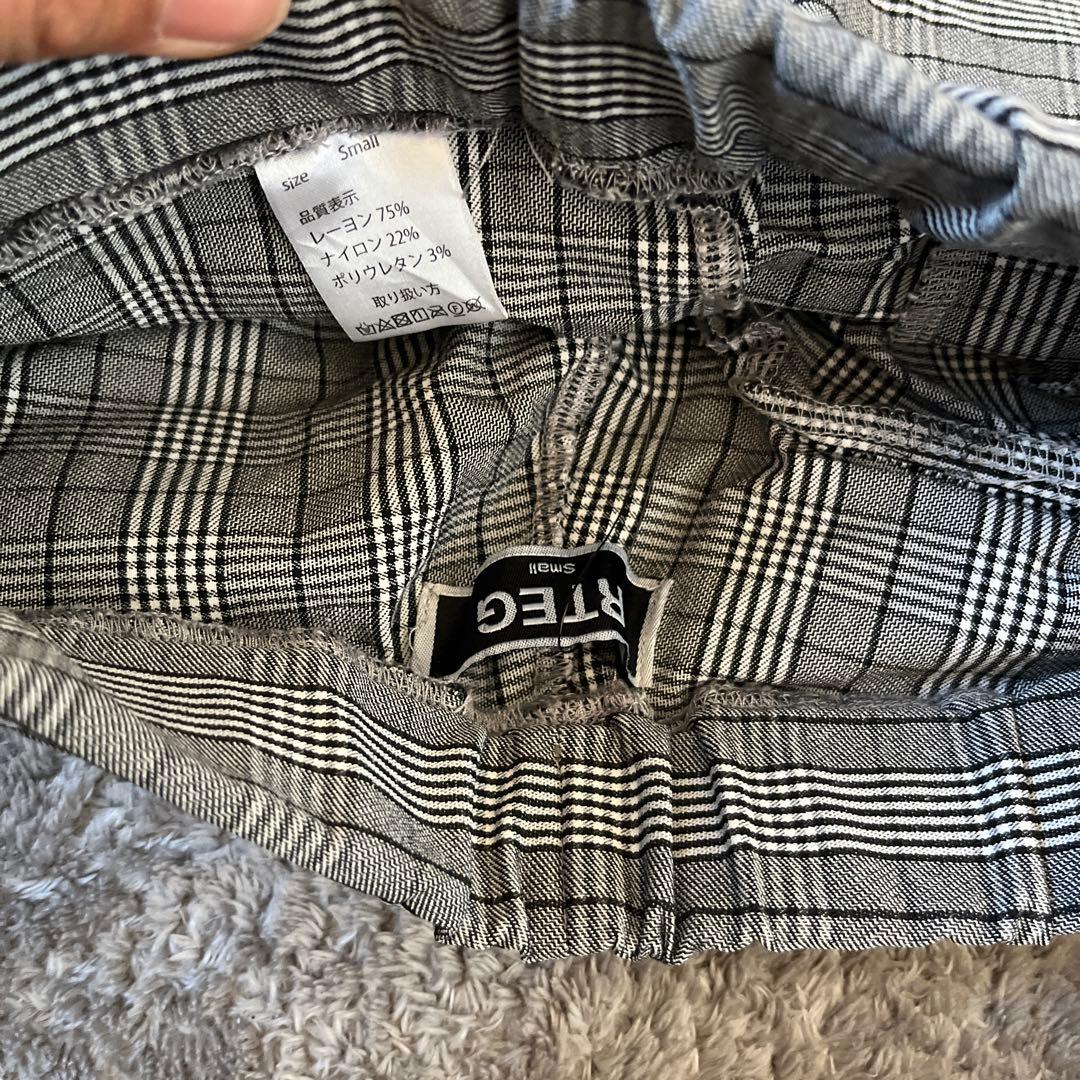 size Small
品質表示
レーヨン 75%
ナイロン 22%
ポリウレタン 3%
取り扱い方
RTEG
Small